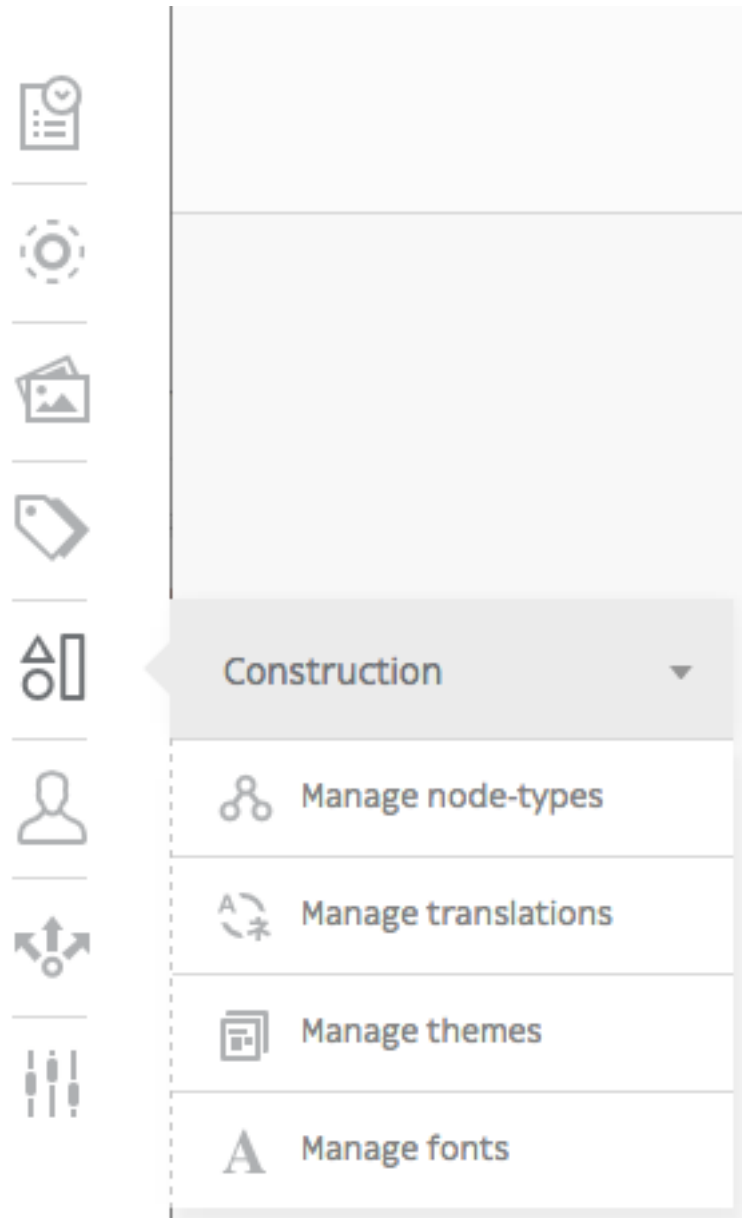 Construction
Manage node-types
Manage translations
Manage themes
Manage fonts